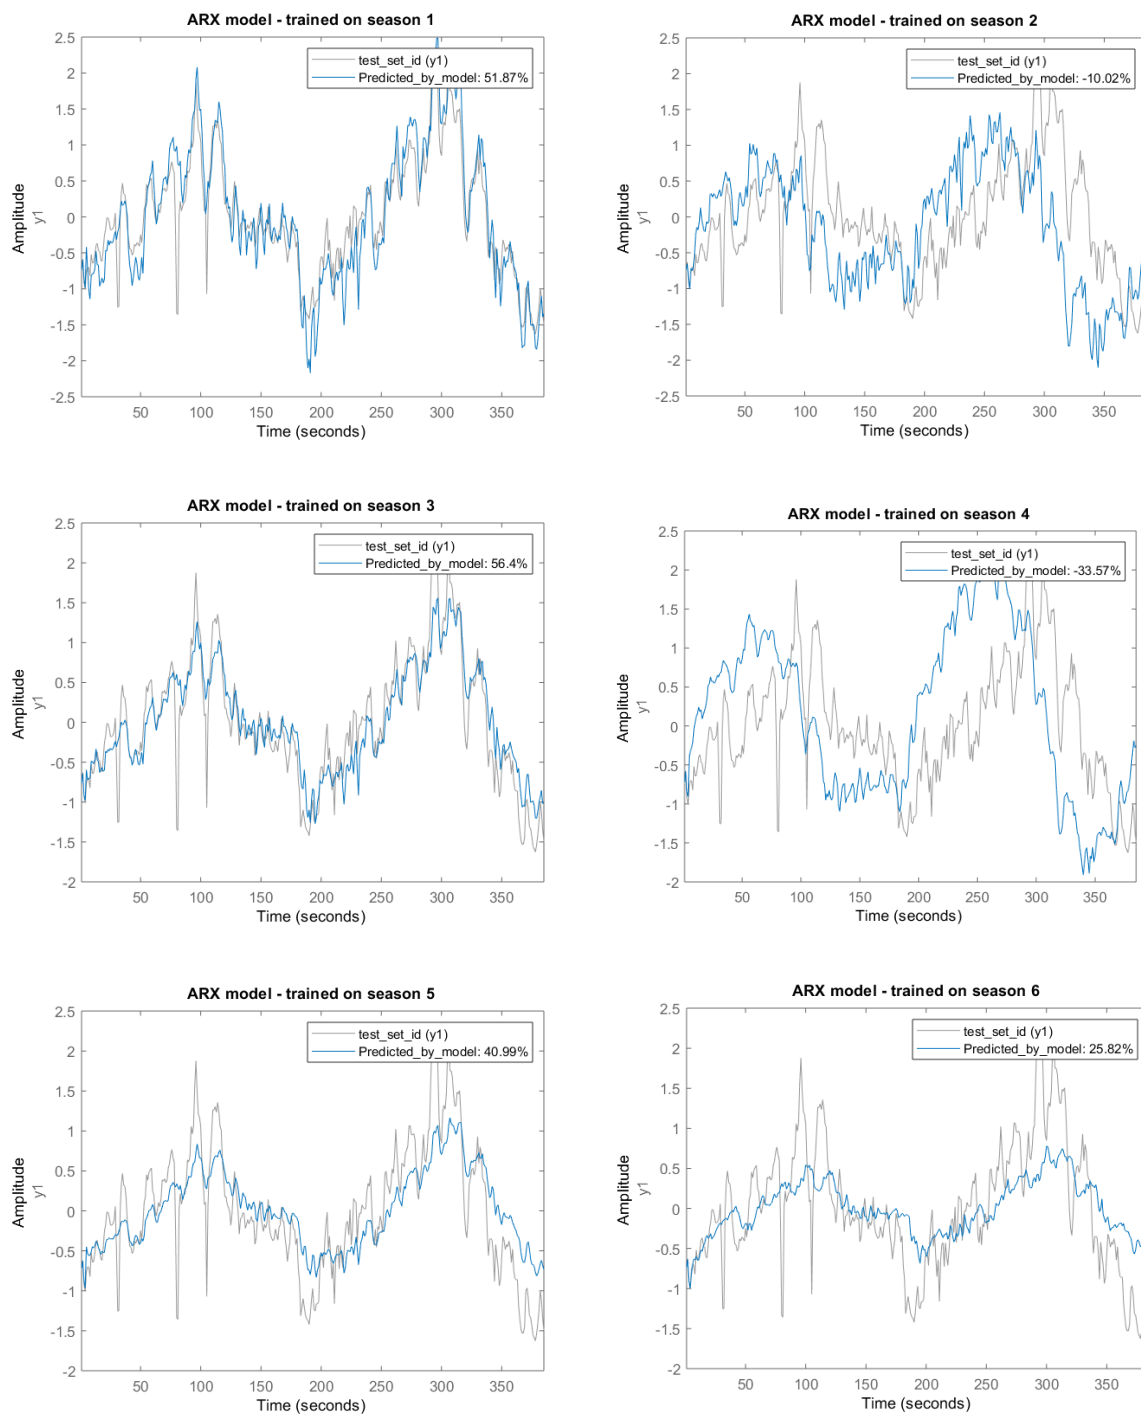 ARX model - trained on season 1
2.5
2
1.5
1
0.5
0
-0.5
-1
-1.5
-2
-2.5
Amplitude
y1
test_set_id (y1)
Predicted_by_model: 51.87%
50 100 150 200 250 300 350
Time (seconds)
ARX model - trained on season 2
2.5
2
1.5
1
0.5
0
-0.5
-1
-1.5
-2
-2.5
Amplitude
y1
test_set_id (y1)
Predicted_by_model: -10.02%
50 100 150 200 250 300 350
Time (seconds)
ARX model - trained on season 3
2.5
2
1.5
1
0.5
0
-0.5
-1
-1.5
-2
Amplitude
y1
test_set_id (y1)
Predicted_by_model: 56.4%
50 100 150 200 250 300 350
Time (seconds)
ARX model - trained on season 4
2.5
2
1.5
1
0.5
0
-0.5
-1
-1.5
-2
Amplitude
y1
test_set_id (y1)
Predicted_by_model: -33.57%
50 100 150 200 250 300 350
Time (seconds)
ARX model - trained on season 5
2.5
2
1.5
1
0.5
0
-0.5
-1
-1.5
-2
Amplitude
y1
test_set_id (y1)
Predicted_by_model: 40.99%
50 100 150 200 250 300 350
Time (seconds)
ARX model - trained on season 6
2.5
2
1.5
1
0.5
0
-0.5
-1
-1.5
-2
Amplitude
y1
test_set_id (y1)
Predicted_by_model: 25.82%
50 100 150 200 250 300 350
Time (seconds)